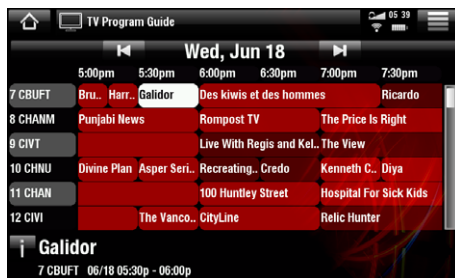 TV Program Guide 05 39
Wed, Jun 18
5:00pm 5:30pm 6:00pm 6:30pm 7:00pm 7:30pm
7 CBUFT Bru.. Harr.. Galidor Des kiwis et des hommes Ricardo
8 CHANM Punjabi News Rompost TV The Price Is Right
9 CIVT Live With Regis and Kel.. The View
10 CHNU Divine Plan Asper Seri.. Recreating.. Credo Kenneth C.. Diya
11 CHAN 100 Huntley Street Hospital For Sick Kids
12 CIVI The Vanco.. CityLine Relic Hunter
i Galidor
7 CBUFT 06/18 05:30p - 06:00p